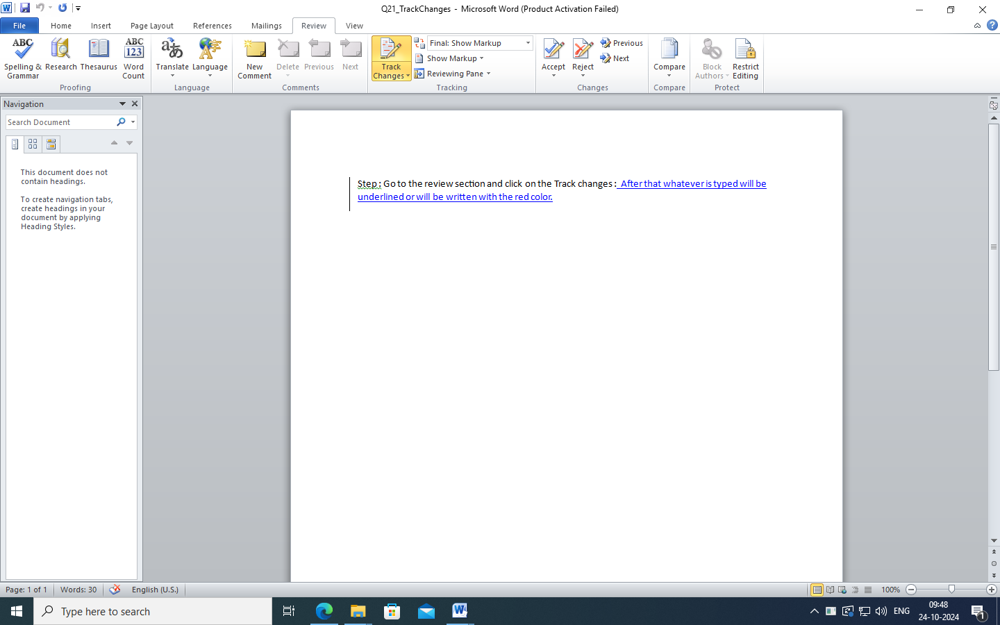 Q21_TrackChanges - Microsoft Word (Product Activation Failed)
File Home Insert Page Layout References Mailings Review View
ABC Spelling & Grammar
Research
Thesaurus
ABC 123 Word Count
Proofing
Translate
Language
Language
New Comment
Delete
Previous
Next
Comments
Track Changes
Final: Show Markup
Show Markup
Reviewing Pane
Tracking
Accept
Reject
Previous
Next
Changes
Compare
Compare
Block Authors
Restrict Editing
Protect
Navigation
Search Document
This document does not
contain headings.
To create navigation tabs,
create headings in your
document by applying
Heading Styles.
Step : Go to the review section and click on the Track changes : After that whatever is typed will be
underlined or will be written with the red color.
Page: 1 of 1 Words: 30 English (U.S.) 100%
Type here to search
ENG
09:48
24-10-2024
1